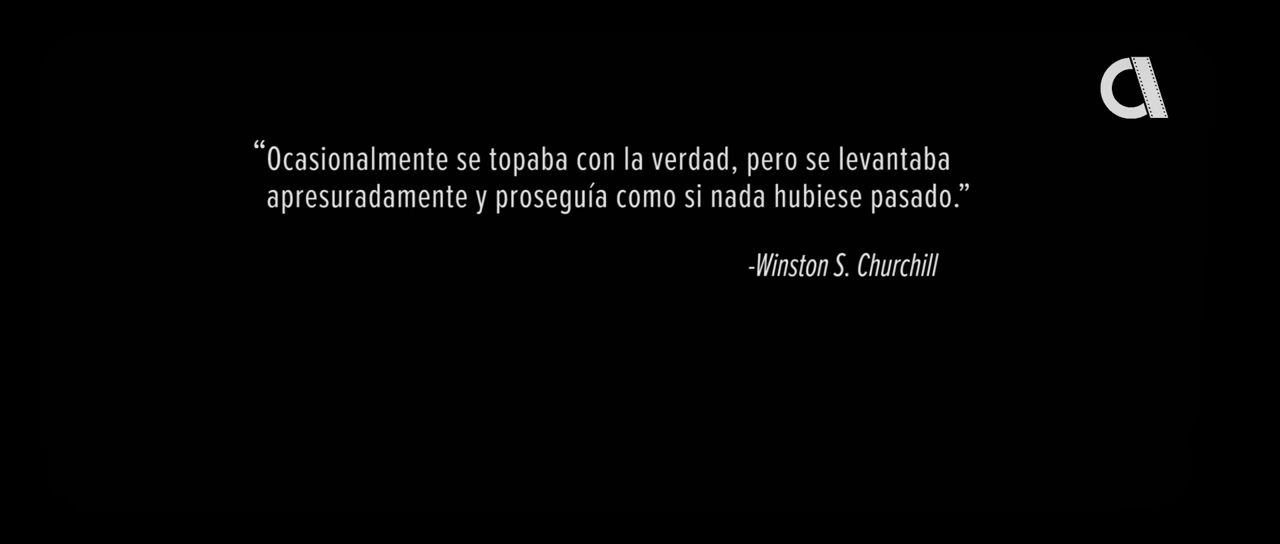 “Ocasionalmente se topaba con la verdad, pero se levantaba
apresuradamente y proseguía como si nada hubiese pasado.”
-Winston S. Churchill